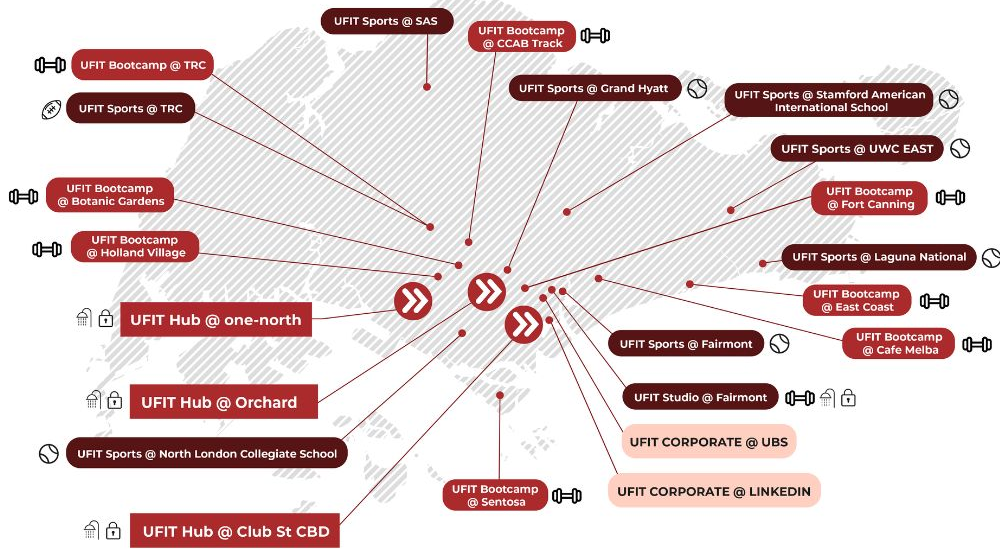 UFIT Sports @ SAS
UFIT Bootcamp
@ CCAB Track
UFIT Bootcamp @ TRC
UFIT Sports @ Grand Hyatt
UFIT Sports @ Stamford American
International School
UFIT Sports @ TRC
UFIT Sports @ UWC EAST
UFIT Bootcamp
@ Botanic Gardens
UFIT Bootcamp
@ Fort Canning
UFIT Bootcamp
@ Holland Village
UFIT Sports @ Laguna National
UFIT Bootcamp
@ East Coast
UFIT Hub @ one-north
UFIT Bootcamp
@ Cafe Melba
UFIT Sports @ Fairmont
UFIT Hub @ Orchard
UFIT Studio @ Fairmont
UFIT CORPORATE @ UBS
UFIT Sports @ North London Collegiate School
UFIT Bootcamp
@ Sentosa
UFIT CORPORATE @ LINKEDIN
UFIT Hub @ Club St CBD